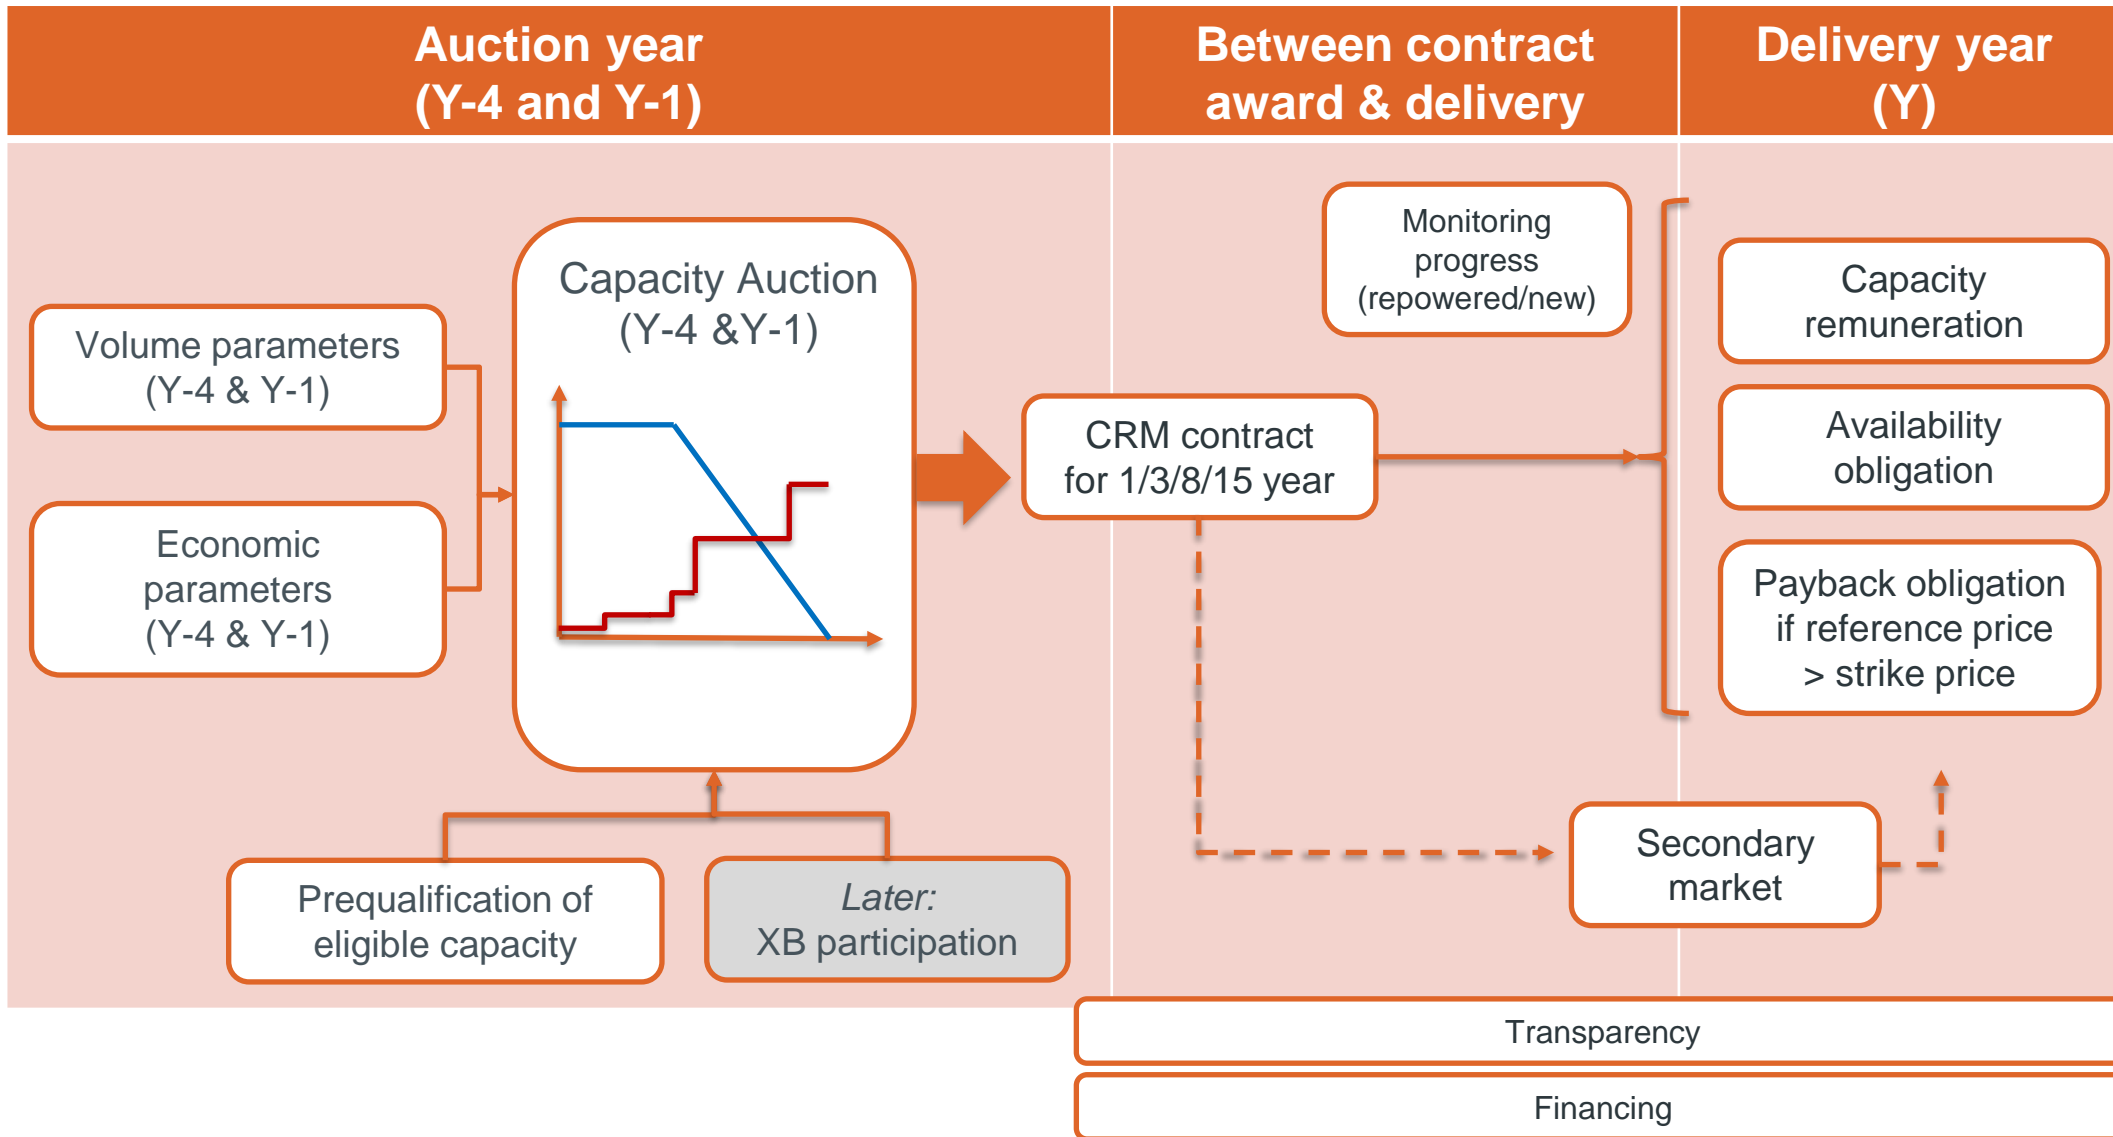 Auction year
(Y-4 and Y-1)
Between contract
award & delivery
Delivery year
(Y)
Volume parameters
(Y-4 & Y-1)
Economic
parameters
(Y-4 & Y-1)
Capacity Auction
(Y-4 &Y-1)
Prequalification of
eligible capacity
Later:
XB participation
CRM contract
for 1/3/8/15 year
Monitoring
progress
(repowered/new)
Secondary
market
Capacity
remuneration
Availability
obligation
Payback obligation
if reference price
> strike price
Transparency
Financing